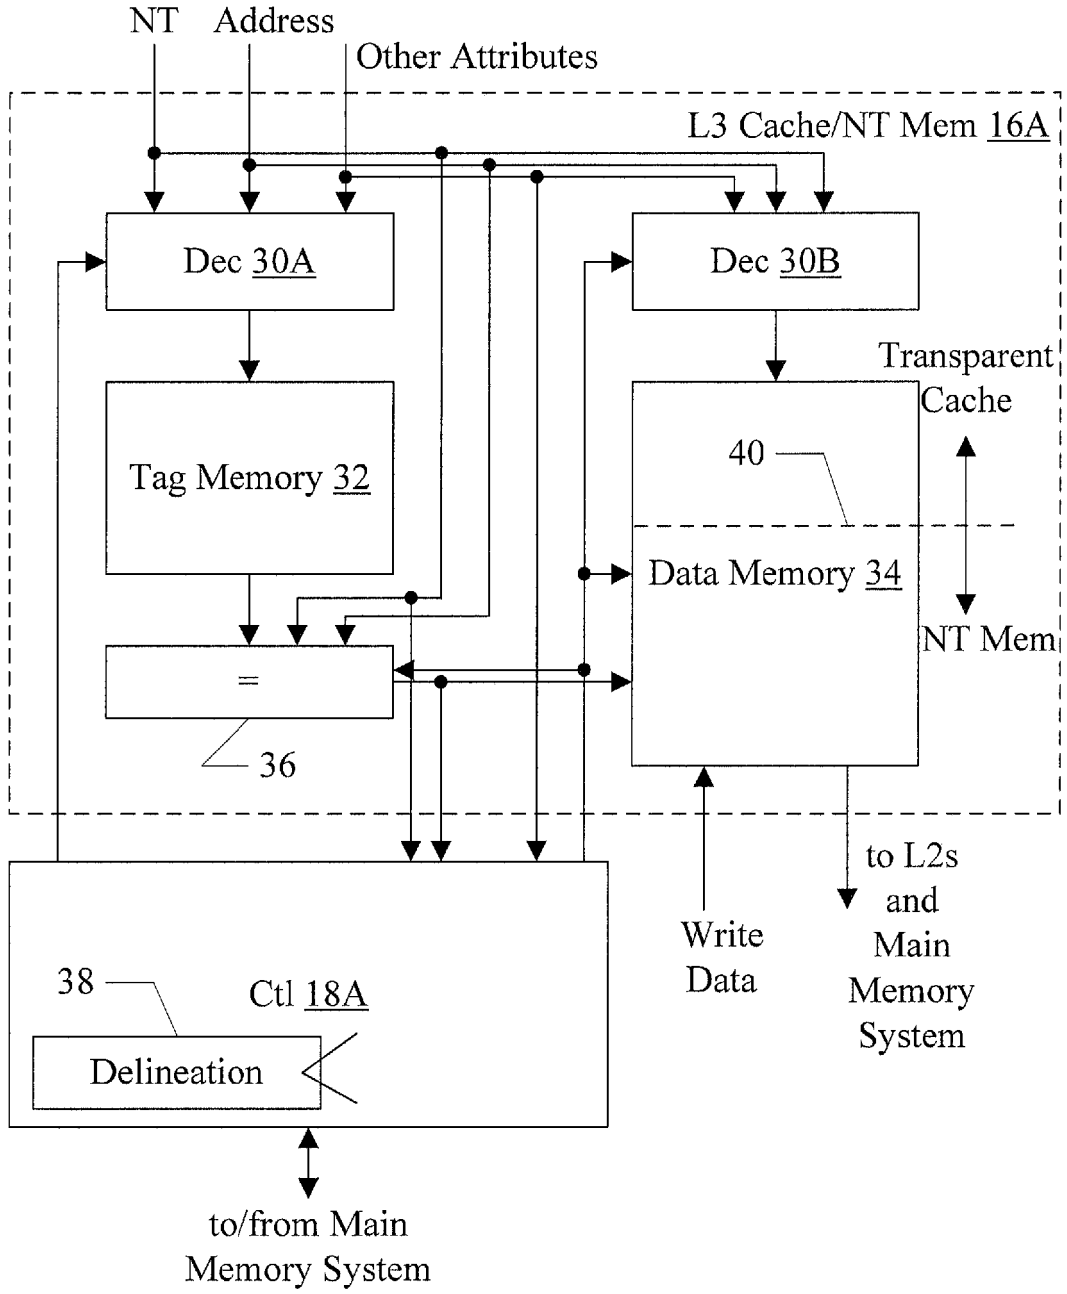 NT Address
Other Attributes
L3 Cache/NT Mem 16A
Dec 30A
Dec 30B
Transparent
Cache
40
Tag Memory 32
Data Memory 34
NT Mem
=
36
to L2s
and
Main
Memory
System
Write
Data
38
Ctl 18A
Delineation
to/from Main
Memory System